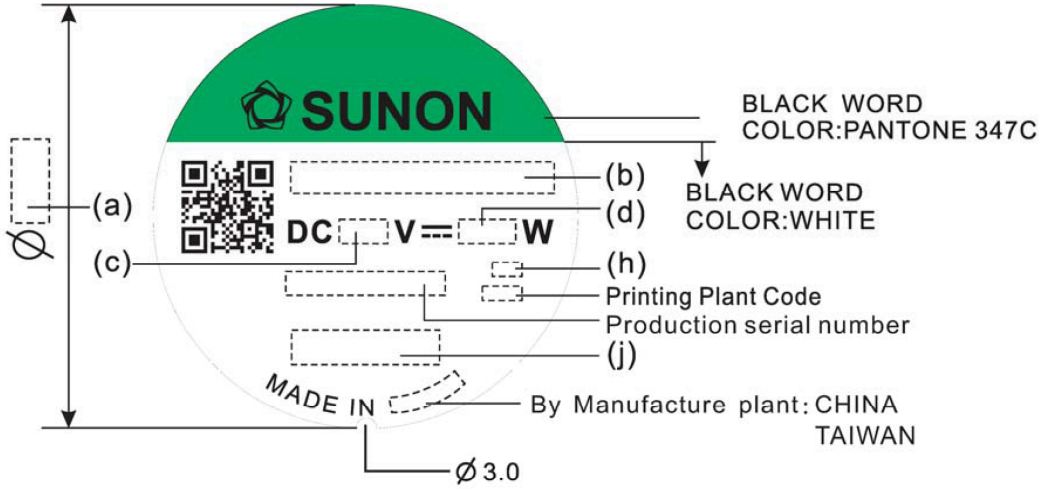 SUNON
BLACK WORD
COLOR:PANTONE 347C
(b)
BLACK WORD
COLOR:WHITE
(a)
Ø
(d)
DC V W
(c)
(h)
Printing Plant Code
Production serial number
(j)
MADE IN
By Manufacture plant: CHINA
TAIWAN
Ø 3.0